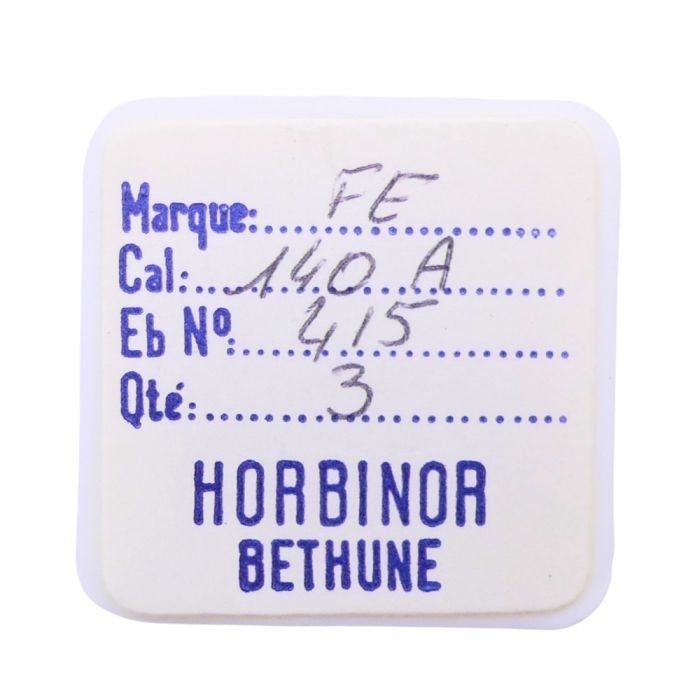 Marque: FE
Cal: 140 A
Eb Nº: 415
Qté: 3
HORBINOR
BETHUNE